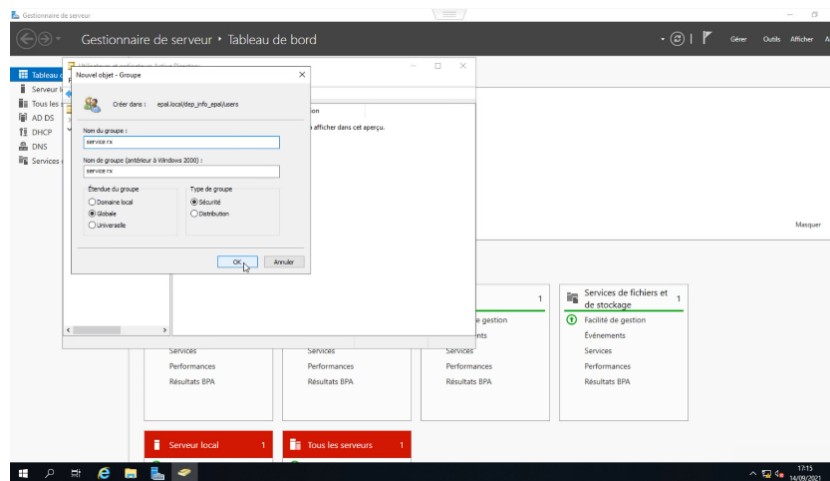 Gestionnaire de serveur
Gestionnaire de serveur • Tableau de bord
Gérer Outils Afficher
Tableau
Serveur l
Tous les s
AD DS
DHCP
DNS
Services
Nouvel objet - Groupe
Créer dans : epal.local/dep_info_epal/users
Nom du groupe :
service rx
Nom de groupe (antérieur à Windows 2000) :
service rx
Étendue du groupe
Domaine local
Globale
Universelle
Type de groupe
Sécurité
Distribution
OK
Annuler
afficher dans cet aperçu.
Masquer
1
e gestion
Services
Performances
Résultats BPA
Services
Performances
Résultats BPA
Services
Performances
Résultats BPA
Services de fichiers et de stockage 1
Facilité de gestion
Événements
Services
Performances
Résultats BPA
Serveur local 1
Tous les serveurs 1
17:15
14/09/2021